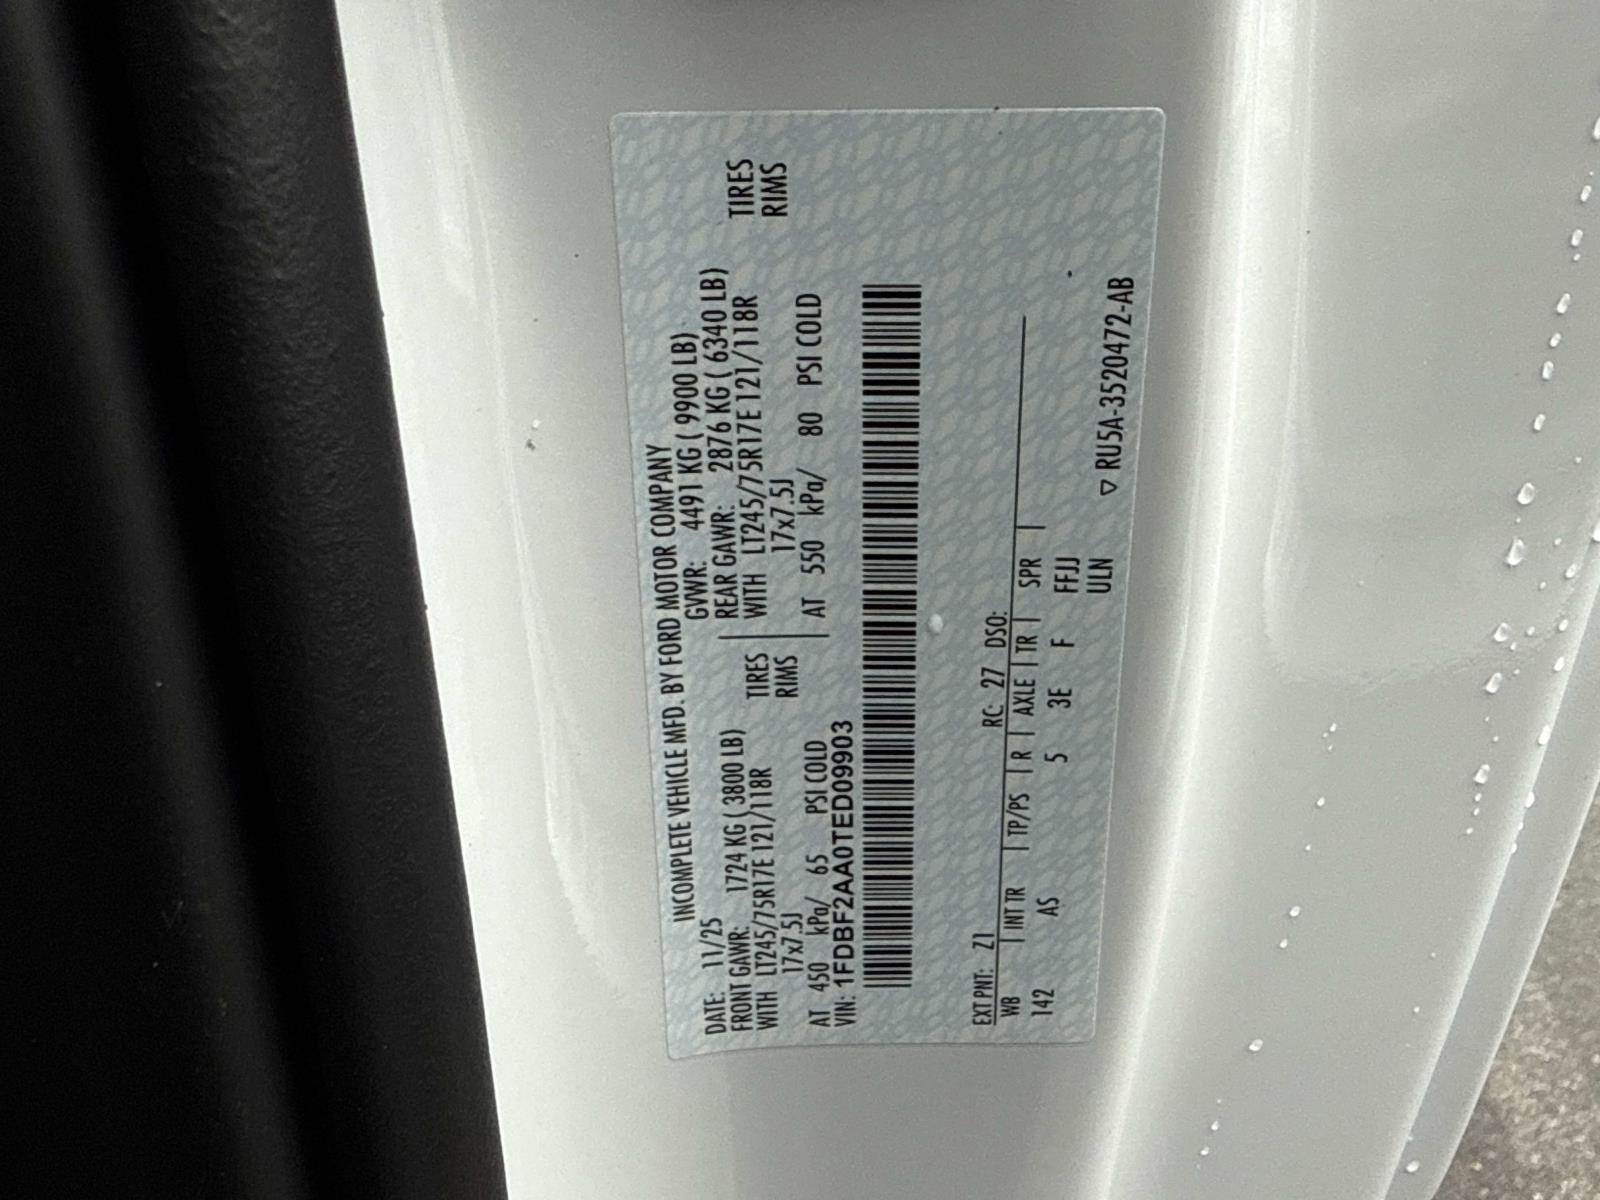 INCOMPLETE VEHICLE MFD. BY FORD MOTOR COMPANY
DATE: 11/25 GVWR: 4491 KG ( 9900 LB)
FRONT GAWR: 1724 KG ( 3800 LB) REAR GAWR: 2876 KG ( 6340 LB)
WITH LT245/75R17E 121/118R TIRES WITH LT245/75R17E 121/118R TIRES
17x7.5J RIMS 17x7.5J RIMS
AT 450 kPa/ 65 PSI COLD AT 550 kPa/ 80 PSI COLD
VIN: 1FDBF2AA0TED09903
EXT PNT: Z1 RC: 27 DSO:
WB | INT TR | TP/PS | R | AXLE | TR | SPR |
142 AS 5 3E F FFJJ
ULN
▽ RU5A-3520472-AB